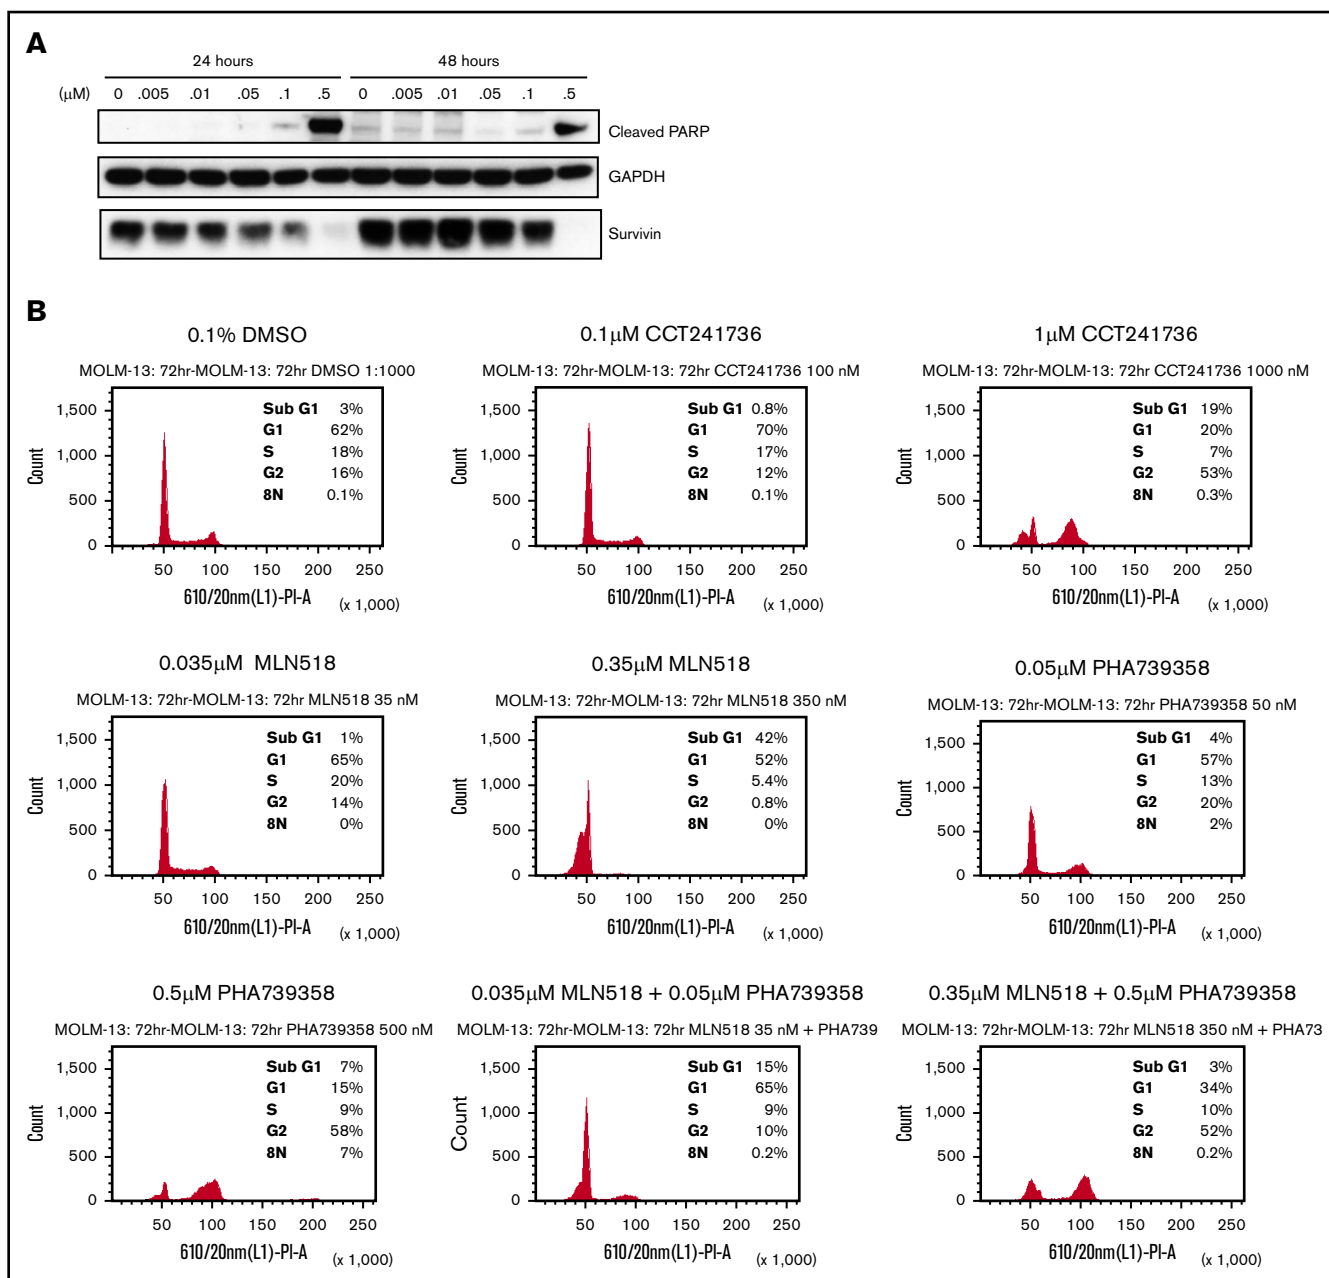 A
24 hours 48 hours
(μM) 0 .005 .01 .05 .1 .5 0 .005 .01 .05 .1 .5
Cleaved PARP
GAPDH
Survivin
B
0.1% DMSO
MOLM-13: 72hr-MOLM-13: 72hr DMSO 1:1000
Count
1,500
1,000
500
0
Sub G1 3%
G1 62%
S 18%
G2 16%
8N 0.1%
50 100 150 200 250
610/20nm(L1)-PI-A
(x 1,000)
0.1μM CCT241736
MOLM-13: 72hr-MOLM-13: 72hr CCT241736 100 nM
Count
1,500
1,000
500
0
Sub G1 0.8%
G1 70%
S 17%
G2 12%
8N 0.1%
50 100 150 200 250
610/20nm(L1)-PI-A
(x 1,000)
1μM CCT241736
MOLM-13: 72hr-MOLM-13: 72hr CCT241736 1000 nM
Count
1,500
1,000
500
0
Sub G1 19%
G1 20%
S 7%
G2 53%
8N 0.3%
50 100 150 200 250
610/20nm(L1)-PI-A
(x 1,000)
0.035μM MLN518
MOLM-13: 72hr-MOLM-13: 72hr MLN518 35 nM
Count
1,500
1,000
500
0
Sub G1 1%
G1 65%
S 20%
G2 14%
8N 0%
50 100 150 200 250
610/20nm(L1)-PI-A
(x 1,000)
0.35μM MLN518
MOLM-13: 72hr-MOLM-13: 72hr MLN518 350 nM
Count
1,500
1,000
500
0
Sub G1 42%
G1 52%
S 5.4%
G2 0.8%
8N 0%
50 100 150 200 250
610/20nm(L1)-PI-A
(x 1,000)
0.05μM PHA739358
MOLM-13: 72hr-MOLM-13: 72hr PHA739358 50 nM
Count
1,500
1,000
500
0
Sub G1 4%
G1 57%
S 13%
G2 20%
8N 2%
50 100 150 200 250
610/20nm(L1)-PI-A
(x 1,000)
0.5μM PHA739358
MOLM-13: 72hr-MOLM-13: 72hr PHA739358 500 nM
Count
1,500
1,000
500
0
Sub G1 7%
G1 15%
S 9%
G2 58%
8N 7%
50 100 150 200 250
610/20nm(L1)-PI-A
(x 1,000)
0.035μM MLN518 + 0.05μM PHA739358
MOLM-13: 72hr-MOLM-13: 72hr MLN518 35 nM + PHA739
Count
1,500
1,000
500
0
Sub G1 15%
G1 65%
S 9%
G2 10%
8N 0.2%
50 100 150 200 250
610/20nm(L1)-PI-A
(x 1,000)
0.35μM MLN518 + 0.5μM PHA739358
MOLM-13: 72hr-MOLM-13: 72hr MLN518 350 nM + PHA73
Count
1,500
1,000
500
0
Sub G1 3%
G1 34%
S 10%
G2 52%
8N 0.2%
50 100 150 200 250
610/20nm(L1)-PI-A
(x 1,000)